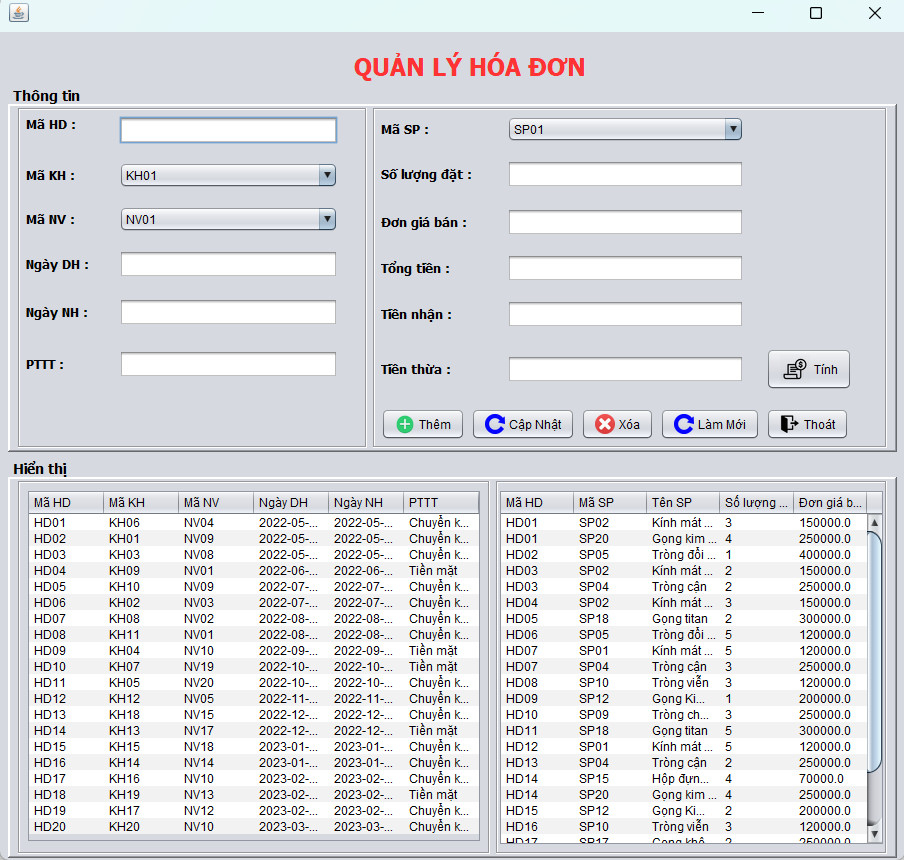 QUẢN LÝ HÓA ĐƠN
Thông tin
Mã HD :
Mã KH : KH01
Mã NV : NV01
Ngày DH :
Ngày NH :
PTTT :
Mã SP : SP01
Số lượng đặt :
Đơn giá bán :
Tổng tiền :
Tiền nhận :
Tiền thừa : Tính
Thêm Cập Nhật Xóa Làm Mới Thoát
Hiển thị
Mã HD Mã KH Mã NV Ngày DH Ngày NH PTTT
HD01 KH06 NV04 2022-05-... 2022-05-... Chuyển k...
HD02 KH01 NV09 2022-05-... 2022-05-... Chuyển k...
HD03 KH03 NV08 2022-05-... 2022-05-... Chuyển k...
HD04 KH09 NV01 2022-06-... 2022-06-... Tiền mặt
HD05 KH10 NV09 2022-07-... 2022-07-... Chuyển k...
HD06 KH02 NV03 2022-07-... 2022-07-... Chuyển k...
HD07 KH08 NV02 2022-08-... 2022-08-... Chuyển k...
HD08 KH11 NV01 2022-08-... 2022-08-... Chuyển k...
HD09 KH04 NV10 2022-09-... 2022-09-... Tiền mặt
HD10 KH07 NV19 2022-10-... 2022-10-... Tiền mặt
HD11 KH05 NV20 2022-10-... 2022-10-... Chuyển k...
HD12 KH12 NV05 2022-11-... 2022-11-... Chuyển k...
HD13 KH18 NV15 2022-12-... 2022-12-... Chuyển k...
HD14 KH13 NV17 2022-12-... 2022-12-... Tiền mặt
HD15 KH15 NV18 2023-01-... 2023-01-... Chuyển k...
HD16 KH14 NV14 2023-01-... 2023-01-... Chuyển k...
HD17 KH16 NV10 2023-02-... 2023-02-... Chuyển k...
HD18 KH19 NV13 2023-02-... 2023-02-... Tiền mặt
HD19 KH17 NV12 2023-02-... 2023-02-... Chuyển k...
HD20 KH20 NV10 2023-03-... 2023-03-... Chuyển k...
Mã HD Mã SP Tên SP Số lượng ... Đơn giá b...
HD01 SP02 Kính mát ... 3 150000.0
HD01 SP20 Gọng kim ... 4 250000.0
HD02 SP05 Tròng đổi ... 1 400000.0
HD03 SP02 Kính mát ... 2 150000.0
HD03 SP04 Tròng cận 2 250000.0
HD04 SP02 Kính mát ... 3 150000.0
HD05 SP18 Gọng titan 2 300000.0
HD06 SP05 Tròng đổi ... 5 120000.0
HD07 SP01 Kính mát ... 5 120000.0
HD07 SP04 Tròng cận 3 250000.0
HD08 SP10 Tròng viễn 3 120000.0
HD09 SP12 Gọng Ki... 1 200000.0
HD10 SP09 Tròng ch... 3 250000.0
HD11 SP18 Gọng titan 5 300000.0
HD12 SP01 Kính mát ... 5 120000.0
HD13 SP04 Tròng cận 2 250000.0
HD14 SP15 Hộp đựn... 4 70000.0
HD14 SP20 Gọng kim ... 4 250000.0
HD15 SP12 Gọng Ki... 2 200000.0
HD16 SP10 Tròng viễn 3 120000.0
HD17 SP17 Gọng khô... 2 250000.0